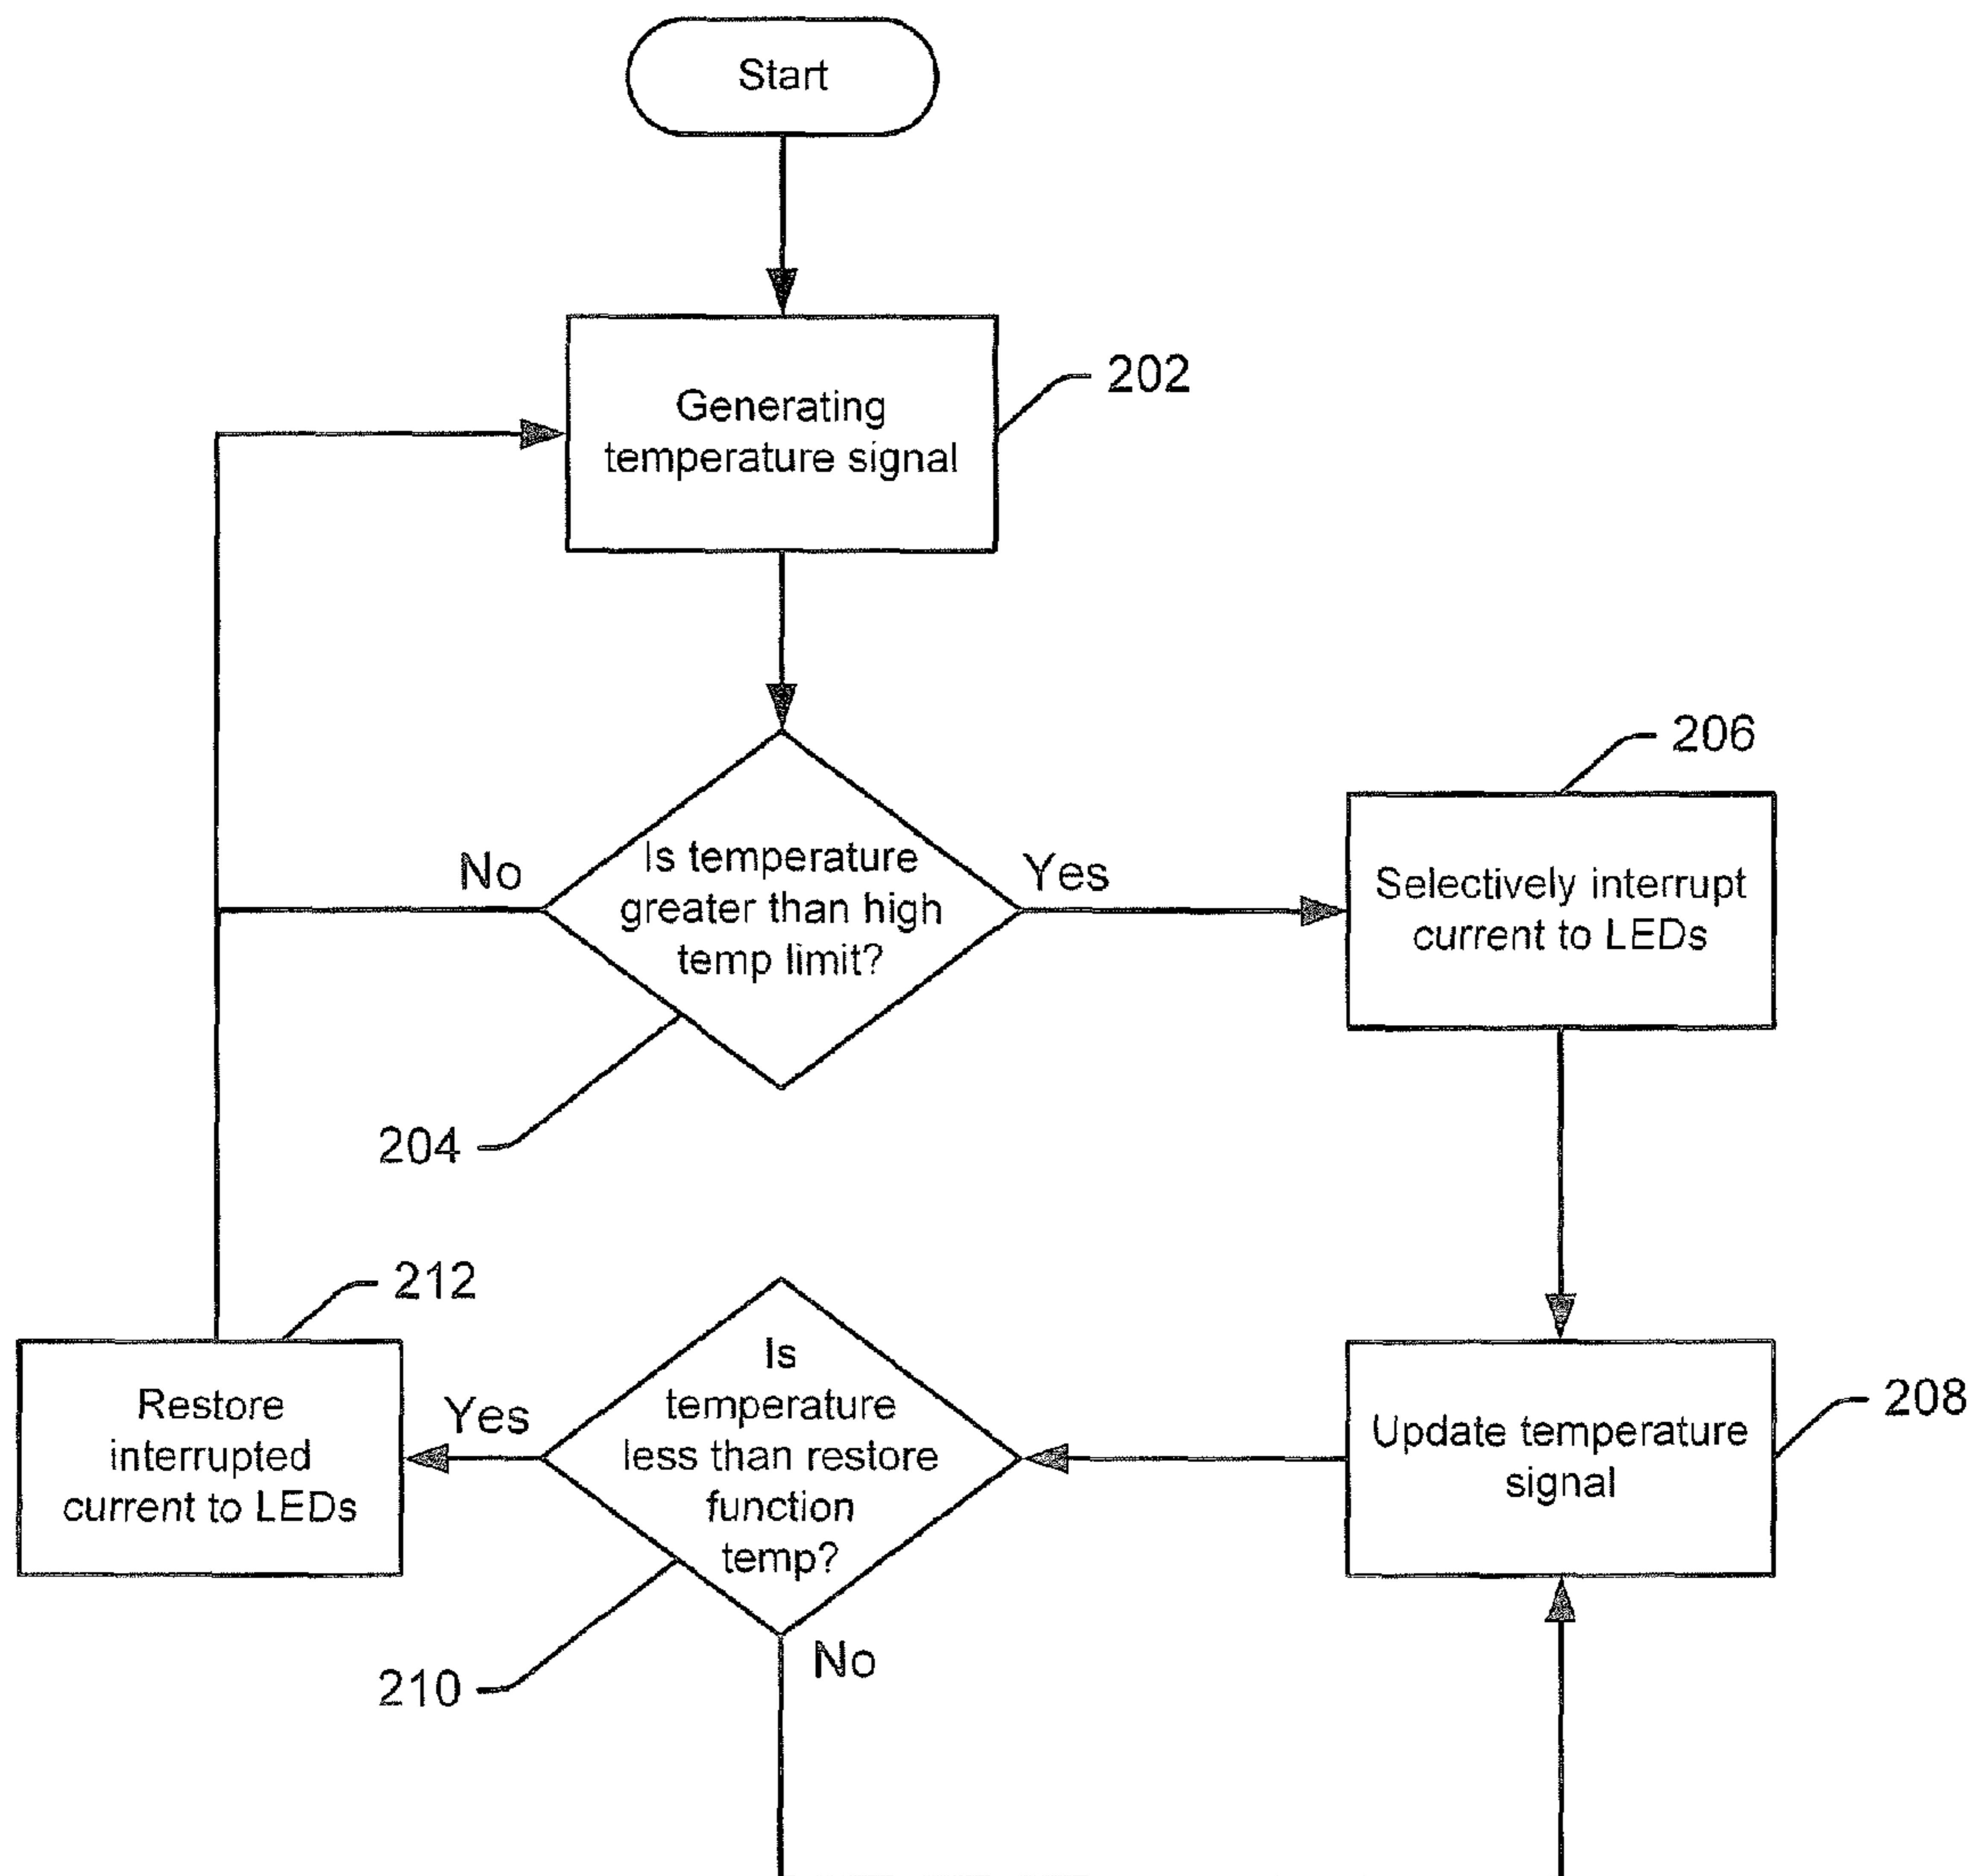 Start
202
Generating
temperature signal
206
No
Is temperature
greater than high
temp limit?
Yes
Selectively interrupt
current to LEDs
204
212
Restore
interrupted
current to LEDs
Yes
Is
temperature
less than restore
function
temp?
208
Update temperature
signal
210
No